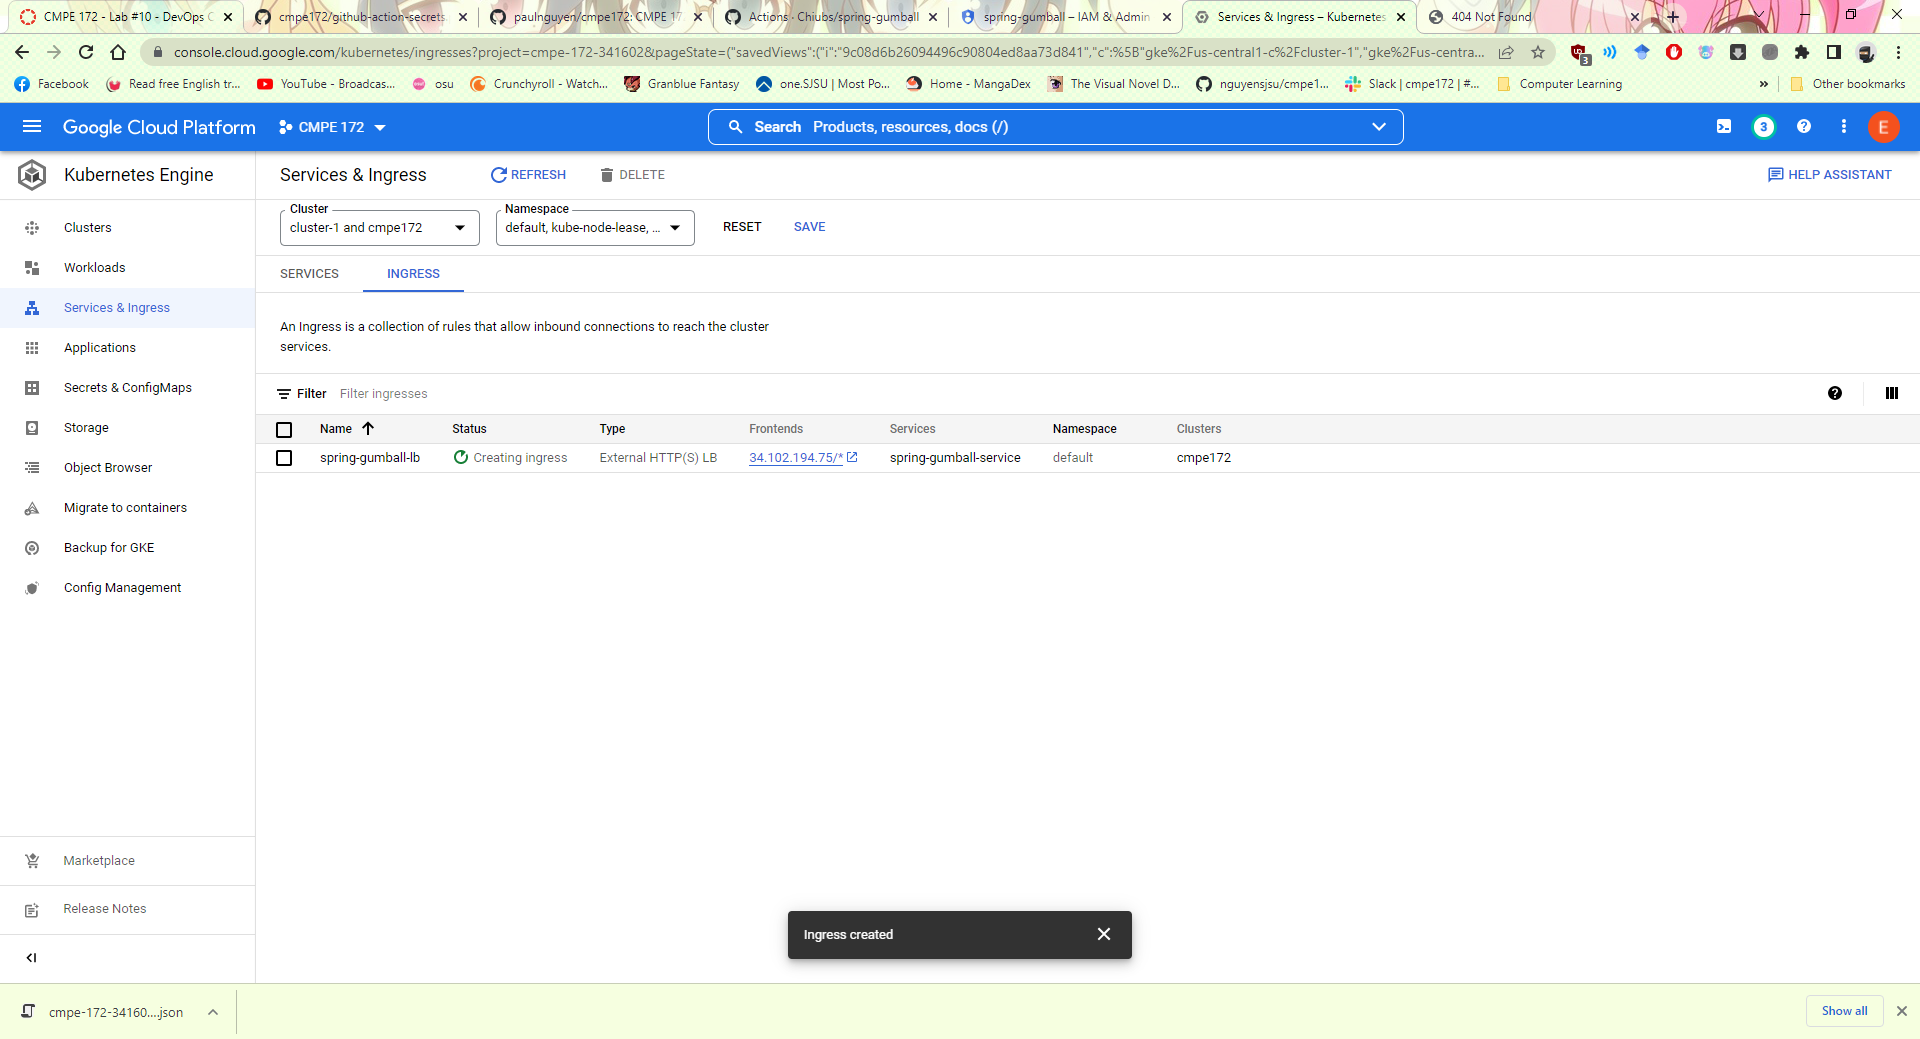 CMPE 172 - Lab #10 - DevOps C
cmpe172/github-action-secrets.
paulnguyen/cmpe172: CMPE 17
Actions · Chiubs/spring-gumball
spring-gumball – IAM & Admin
Services & Ingress – Kubernetes
404 Not Found
console.cloud.google.com/kubernetes/ingresses?project=cmpe-172-341602&pageState=("savedViews":("i":"9c08d6b26094496c90804ed8aa73d841","c":%5B"gke%2Fus-central1-c%2Fcluster-1","gke%2Fus-centra...
3
Facebook
Read free English tr...
YouTube - Broadcas...
osu
Crunchyroll - Watch...
Granblue Fantasy
one.SJSU | Most Po...
Home - MangaDex
The Visual Novel D...
nguyensjsu/cmpe1...
Slack | cmpe172 | #...
Computer Learning
»
Other bookmarks
Google Cloud Platform
CMPE 172
Search Products, resources, docs (/)
3
E
Kubernetes Engine
Services & Ingress
REFRESH
DELETE
HELP ASSISTANT
Clusters
Workloads
Services & Ingress
Applications
Secrets & ConfigMaps
Storage
Object Browser
Migrate to containers
Backup for GKE
Config Management
Marketplace
Release Notes
Cluster
cluster-1 and cmpe172
Namespace
default, kube-node-lease, ...
RESET
SAVE
SERVICES
INGRESS
An Ingress is a collection of rules that allow inbound connections to reach the cluster
services.
Filter Filter ingresses
Name Status Type Frontends Services Namespace Clusters
spring-gumball-lb Creating ingress External HTTP(S) LB 34.102.194.75/* spring-gumball-service default cmpe172
Ingress created
cmpe-172-34160....json
Show all